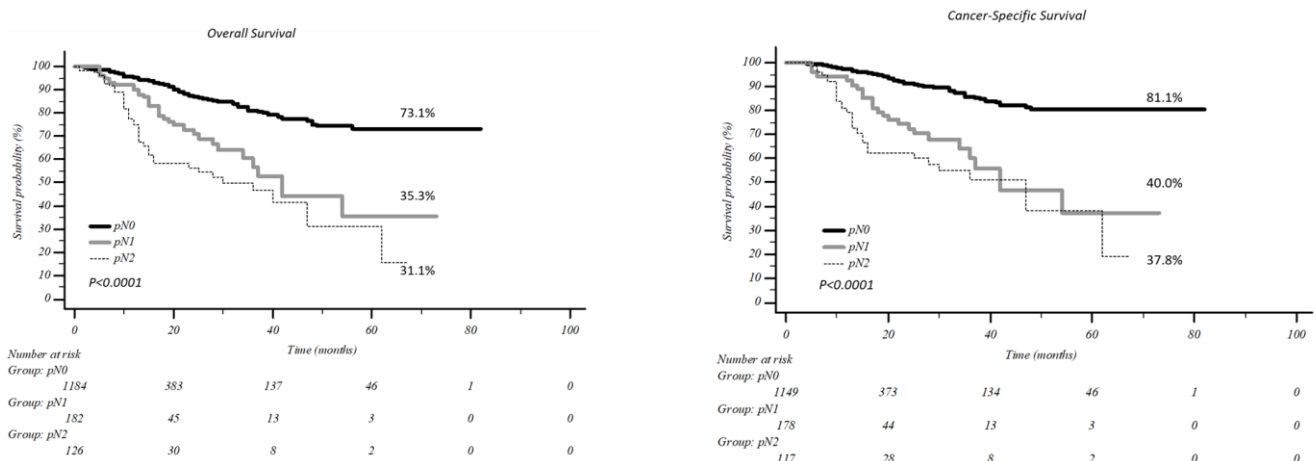 Overall Survival
Survival probability (%)
100
90
80
70
60
50
40
30
20
10
0
73.1%
35.3%
31.1%
pN0
pN1
pN2
P<0.0001
0 20 40 60 80 100
Time (months)
Number at risk
Group: pN0
1184 383 137 46 1 0
Group: pN1
182 45 13 3 0 0
Group: pN2
126 30 8 2 0 0
Cancer-Specific Survival
Survival probability (%)
100
90
80
70
60
50
40
30
20
10
0
81.1%
40.0%
37.8%
pN0
pN1
pN2
P<0.0001
0 20 40 60 80 100
Time (months)
Number at risk
Group: pN0
1149 373 134 46 1 0
Group: pN1
178 44 13 3 0 0
Group: pN2
117 28 8 2 0 0